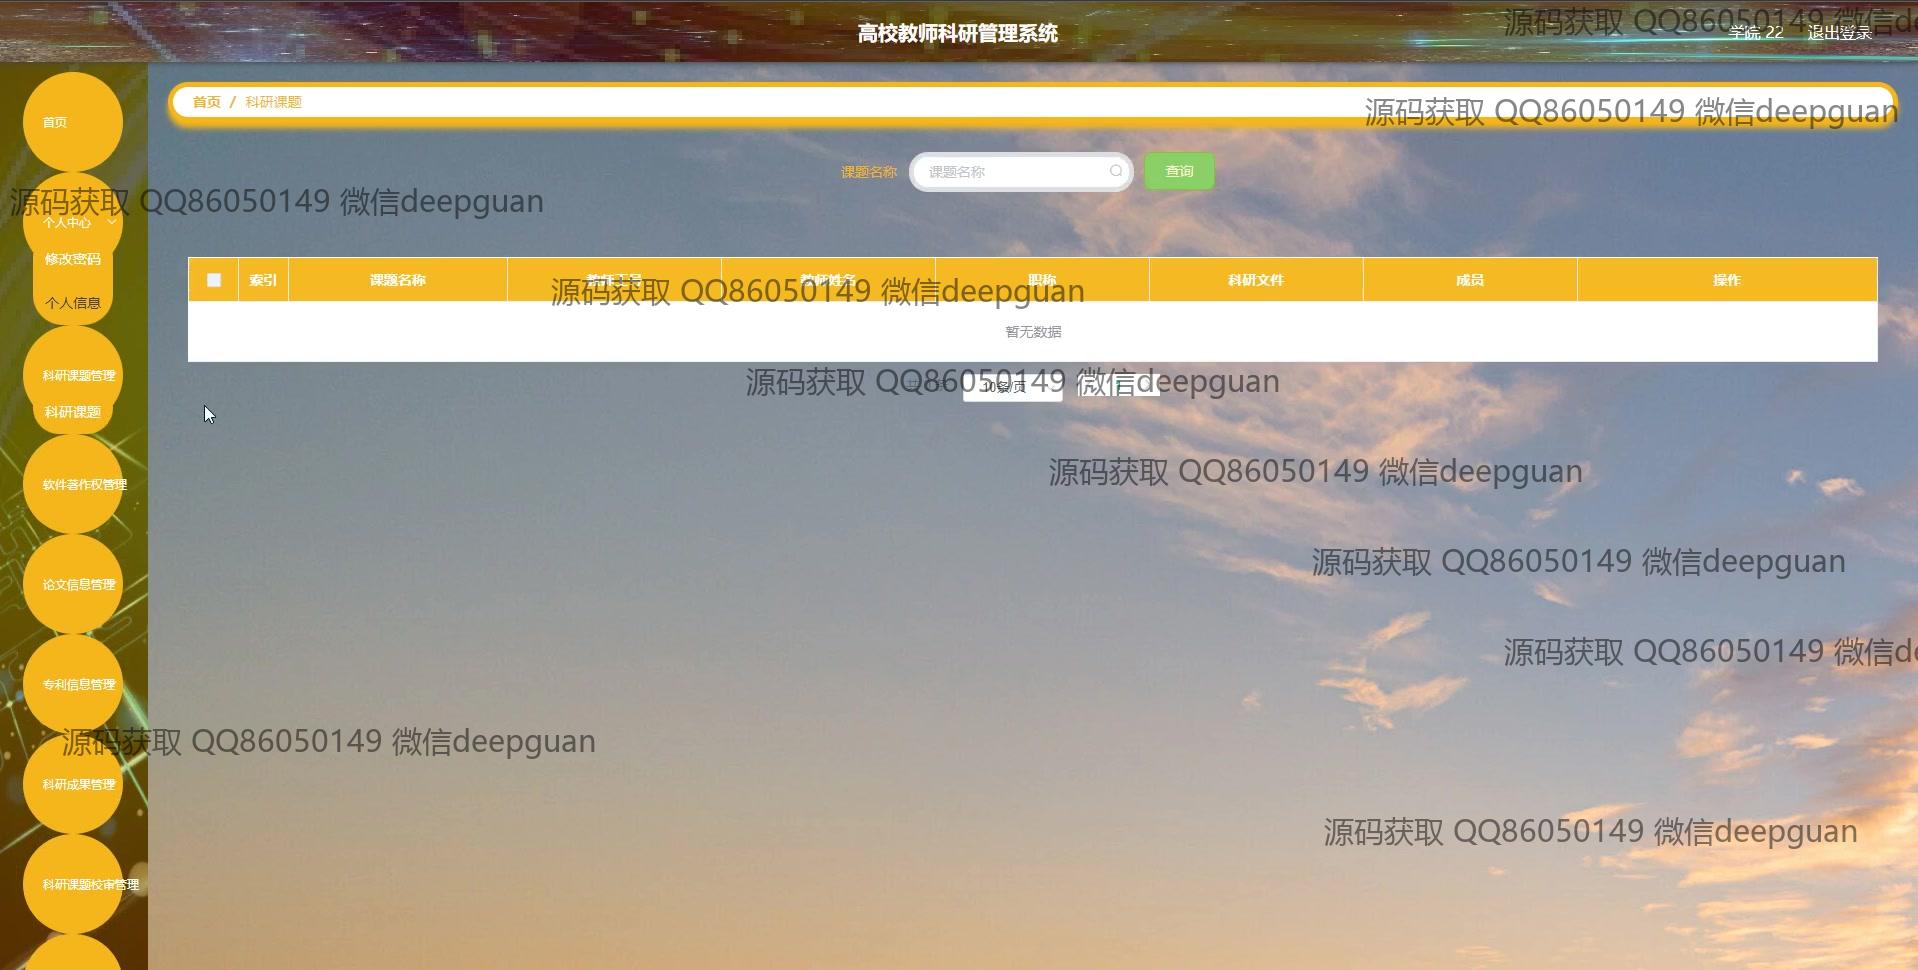 高校教师科研管理系统
学院 22 退出登录
源码获取 QQ86050149 微信de
首页
首页 / 科研课题
源码获取 QQ86050149 微信deepguan
课题名称 课题名称 查询
源码获取 QQ86050149 微信deepguan
个人中心
修改密码
个人信息
索引 课题名称 教师工号 教师姓名 职称 科研文件 成员 操作
源码获取 QQ86050149 微信deepguan
暂无数据
科研课题管理
源码获取 QQ86050149 微信deepguan
10条/页
科研课题
源码获取 QQ86050149 微信deepguan
软件著作权管理
源码获取 QQ86050149 微信deepguan
论文信息管理
源码获取 QQ86050149 微信de
专利信息管理
源码获取 QQ86050149 微信deepguan
科研成果管理
源码获取 QQ86050149 微信deepguan
科研课题校审管理